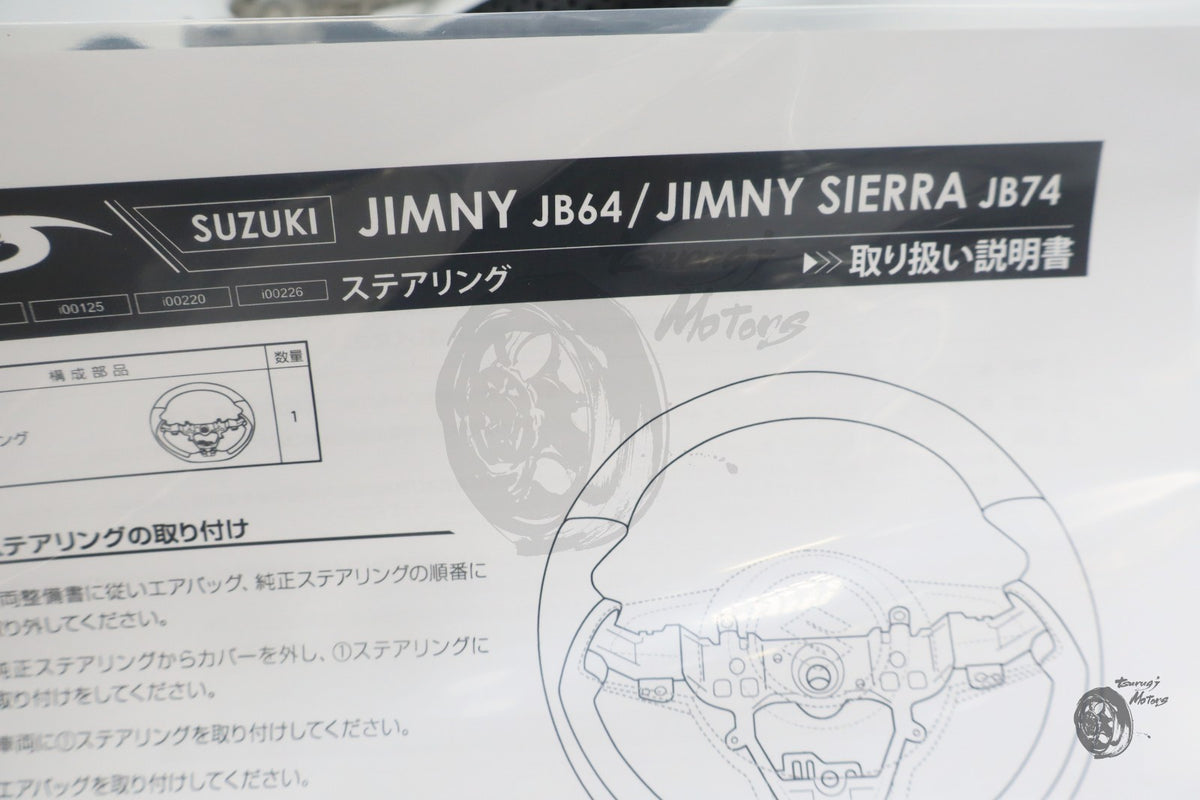 SUZUKI JIMNY JB64/JIMNY SIERRA JB74
取り扱い説明書
i00125 i00220 i00226 ステアリング
構成部品 数量
ング 1
テアリングの取り付け
両整備書に従いエアバッグ、純正ステアリングの順番に
り外してください。
純正ステアリングからカバーを外し、①ステアリングに
取り付けをしてください。
車両に①ステアリングを取り付けしてください。
エアバッグを取り付けしてください。
Tsurugi
Motors
Tsurugi
Motors